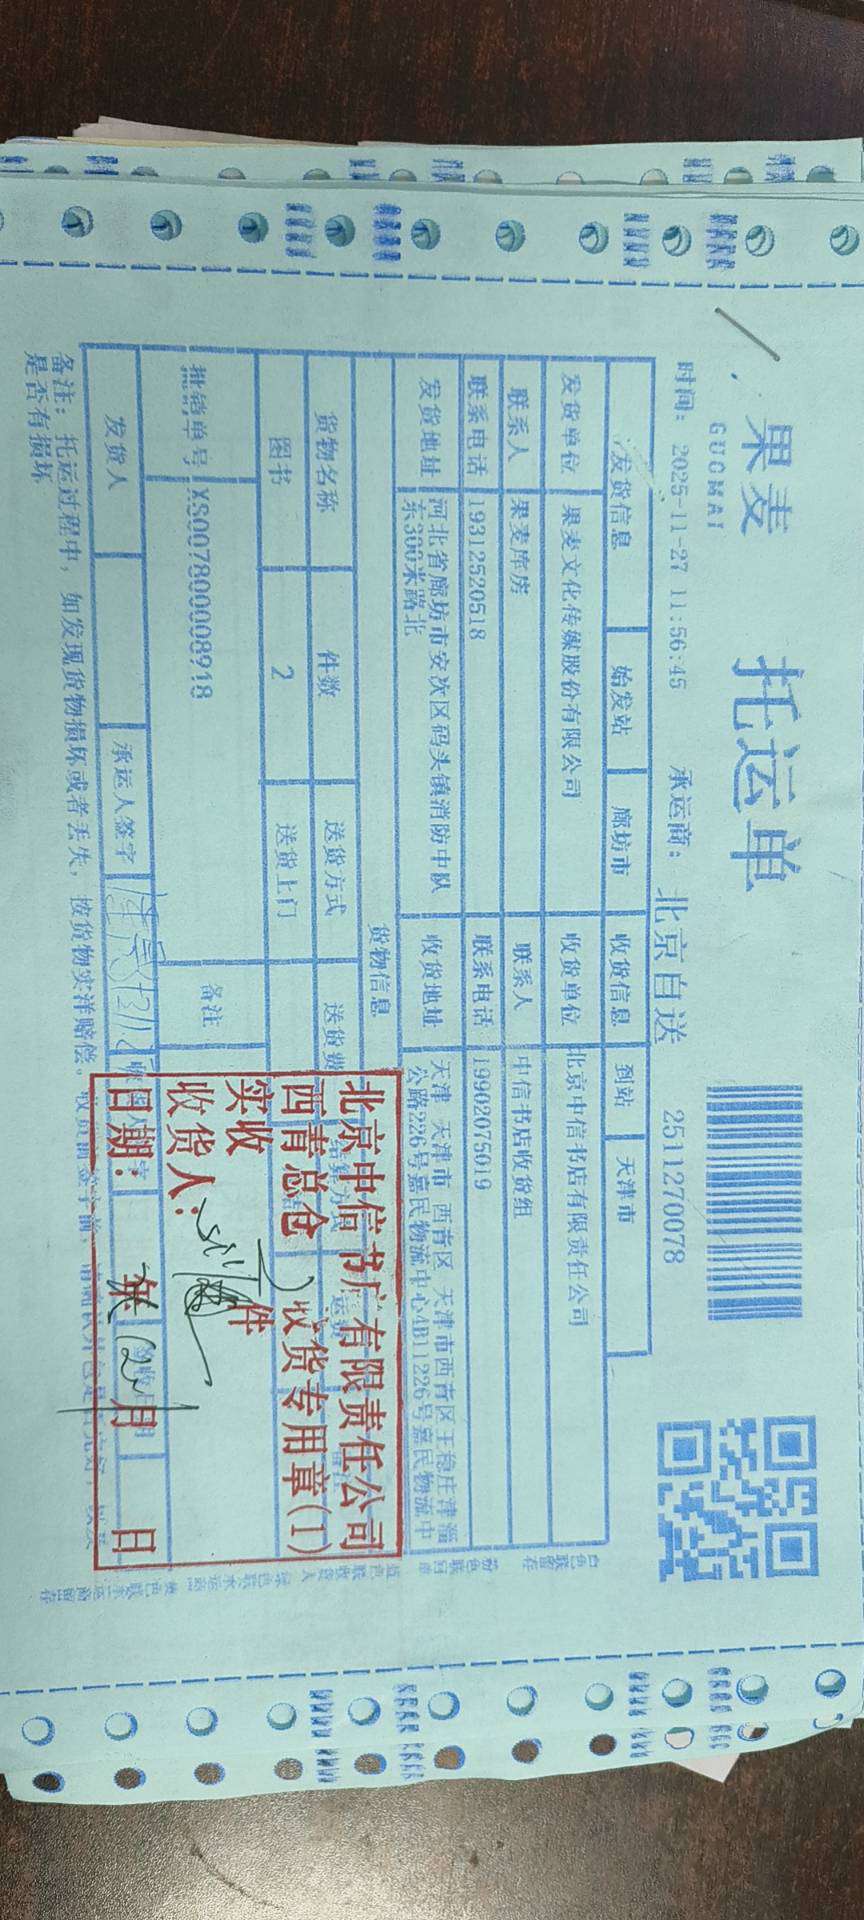 果麦
GUOMAI
托运单
时间: 2025-11-27 11:56:45 承运商: 北京自送 2511270078
发货信息 始发站 廊坊市 收货信息 到站 天津市
发货单位 果麦文化传媒股份有限公司 收货单位 北京中信书店有限责任公司
联系人 果麦库房 联系人 中信书店收货组
联系电话 19312520518 联系电话 19902075019
发货地址 河北省廊坊市安次区码头镇消防中队
东300米路北
收货地址 天津 天津市 西青区 天津市西青区王稳庄津淄
公路226号嘉民物流中心4B11226号嘉民物流中
货物信息
货物名称 件数 送货方式 送货费
图书 2 送货上门
批销单号 XS007800008918 备注
发货人 承运人签字
备注: 托运过程中, 如发现货物损坏或者丢失, 按货物实洋赔偿。
是否有损坏
北京中信书店有限责任公司
西青总仓 收货专用章(1)
实收 2 件
收货人:
日期: 年 12 月 日